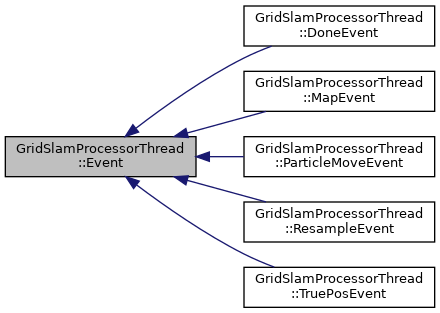 GridSlamProcessorThread
::DoneEvent
GridSlamProcessorThread
::MapEvent
GridSlamProcessorThread
::Event
GridSlamProcessorThread
::ParticleMoveEvent
GridSlamProcessorThread
::ResampleEvent
GridSlamProcessorThread
::TruePosEvent